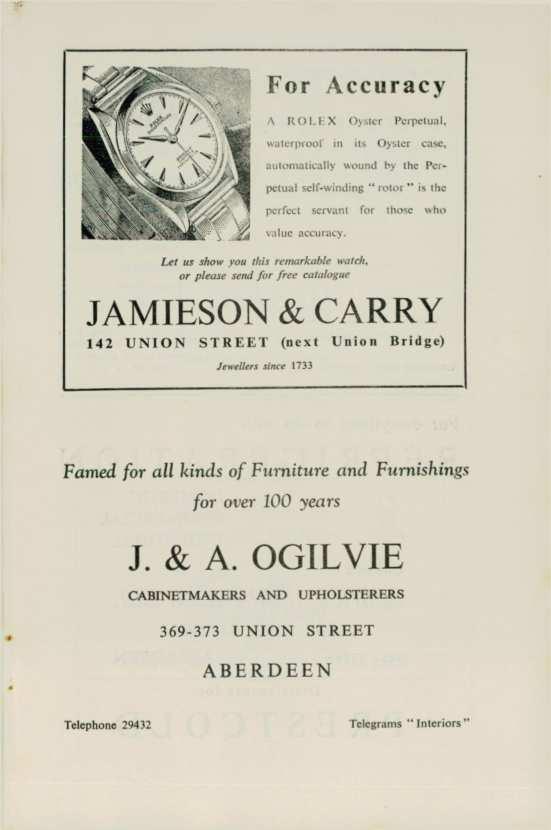 For Accuracy
A ROLEX Oyster Perpetual,
waterproof in its Oyster case,
automatically wound by the Per-
petual self-winding " rotor " is the
perfect servant for those who
value accuracy.
Let us show you this remarkable watch,
or please send for free catalogue
JAMIESON & CARRY
142 UNION STREET (next Union Bridge)
Jewellers since 1733
Famed for all kinds of Furniture and Furnishings
for over 100 years
J. & A. OGILVIE
CABINETMAKERS AND UPHOLSTERERS
369-373 UNION STREET
ABERDEEN
Telephone 29432
Telegrams " Interiors "